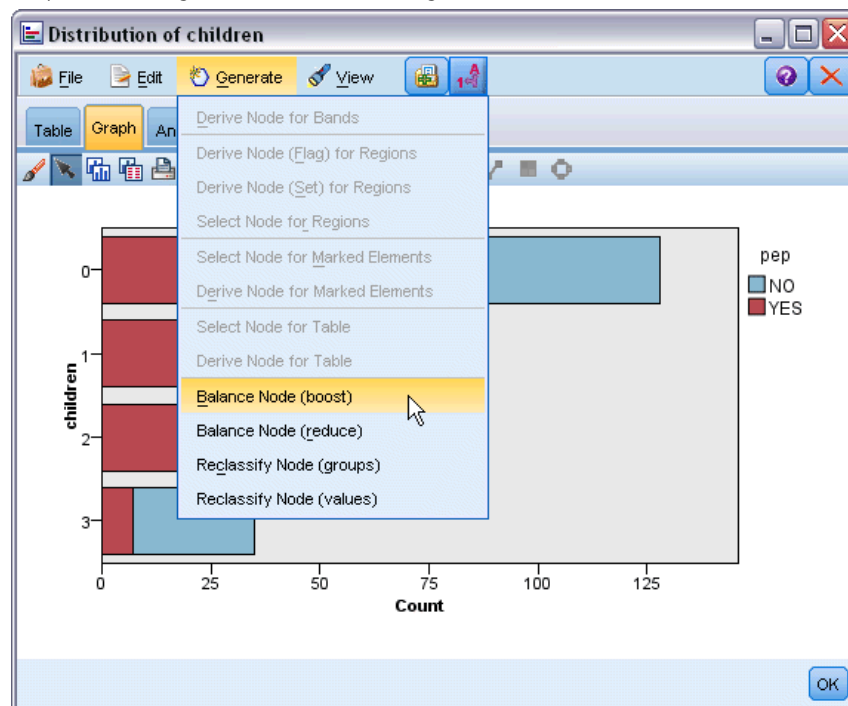 Distribution of children
File Edit Generate View
Table Graph An
Derive Node for Bands
Derive Node (Flag) for Regions
Derive Node (Set) for Regions
Select Node for Regions
Select Node for Marked Elements
Derive Node for Marked Elements
Select Node for Table
Derive Node for Table
Balance Node (boost)
Balance Node (reduce)
Reclassify Node (groups)
Reclassify Node (values)
pep
NO
YES
children
0
1
2
3
0 25 50 75 100 125
Count
OK